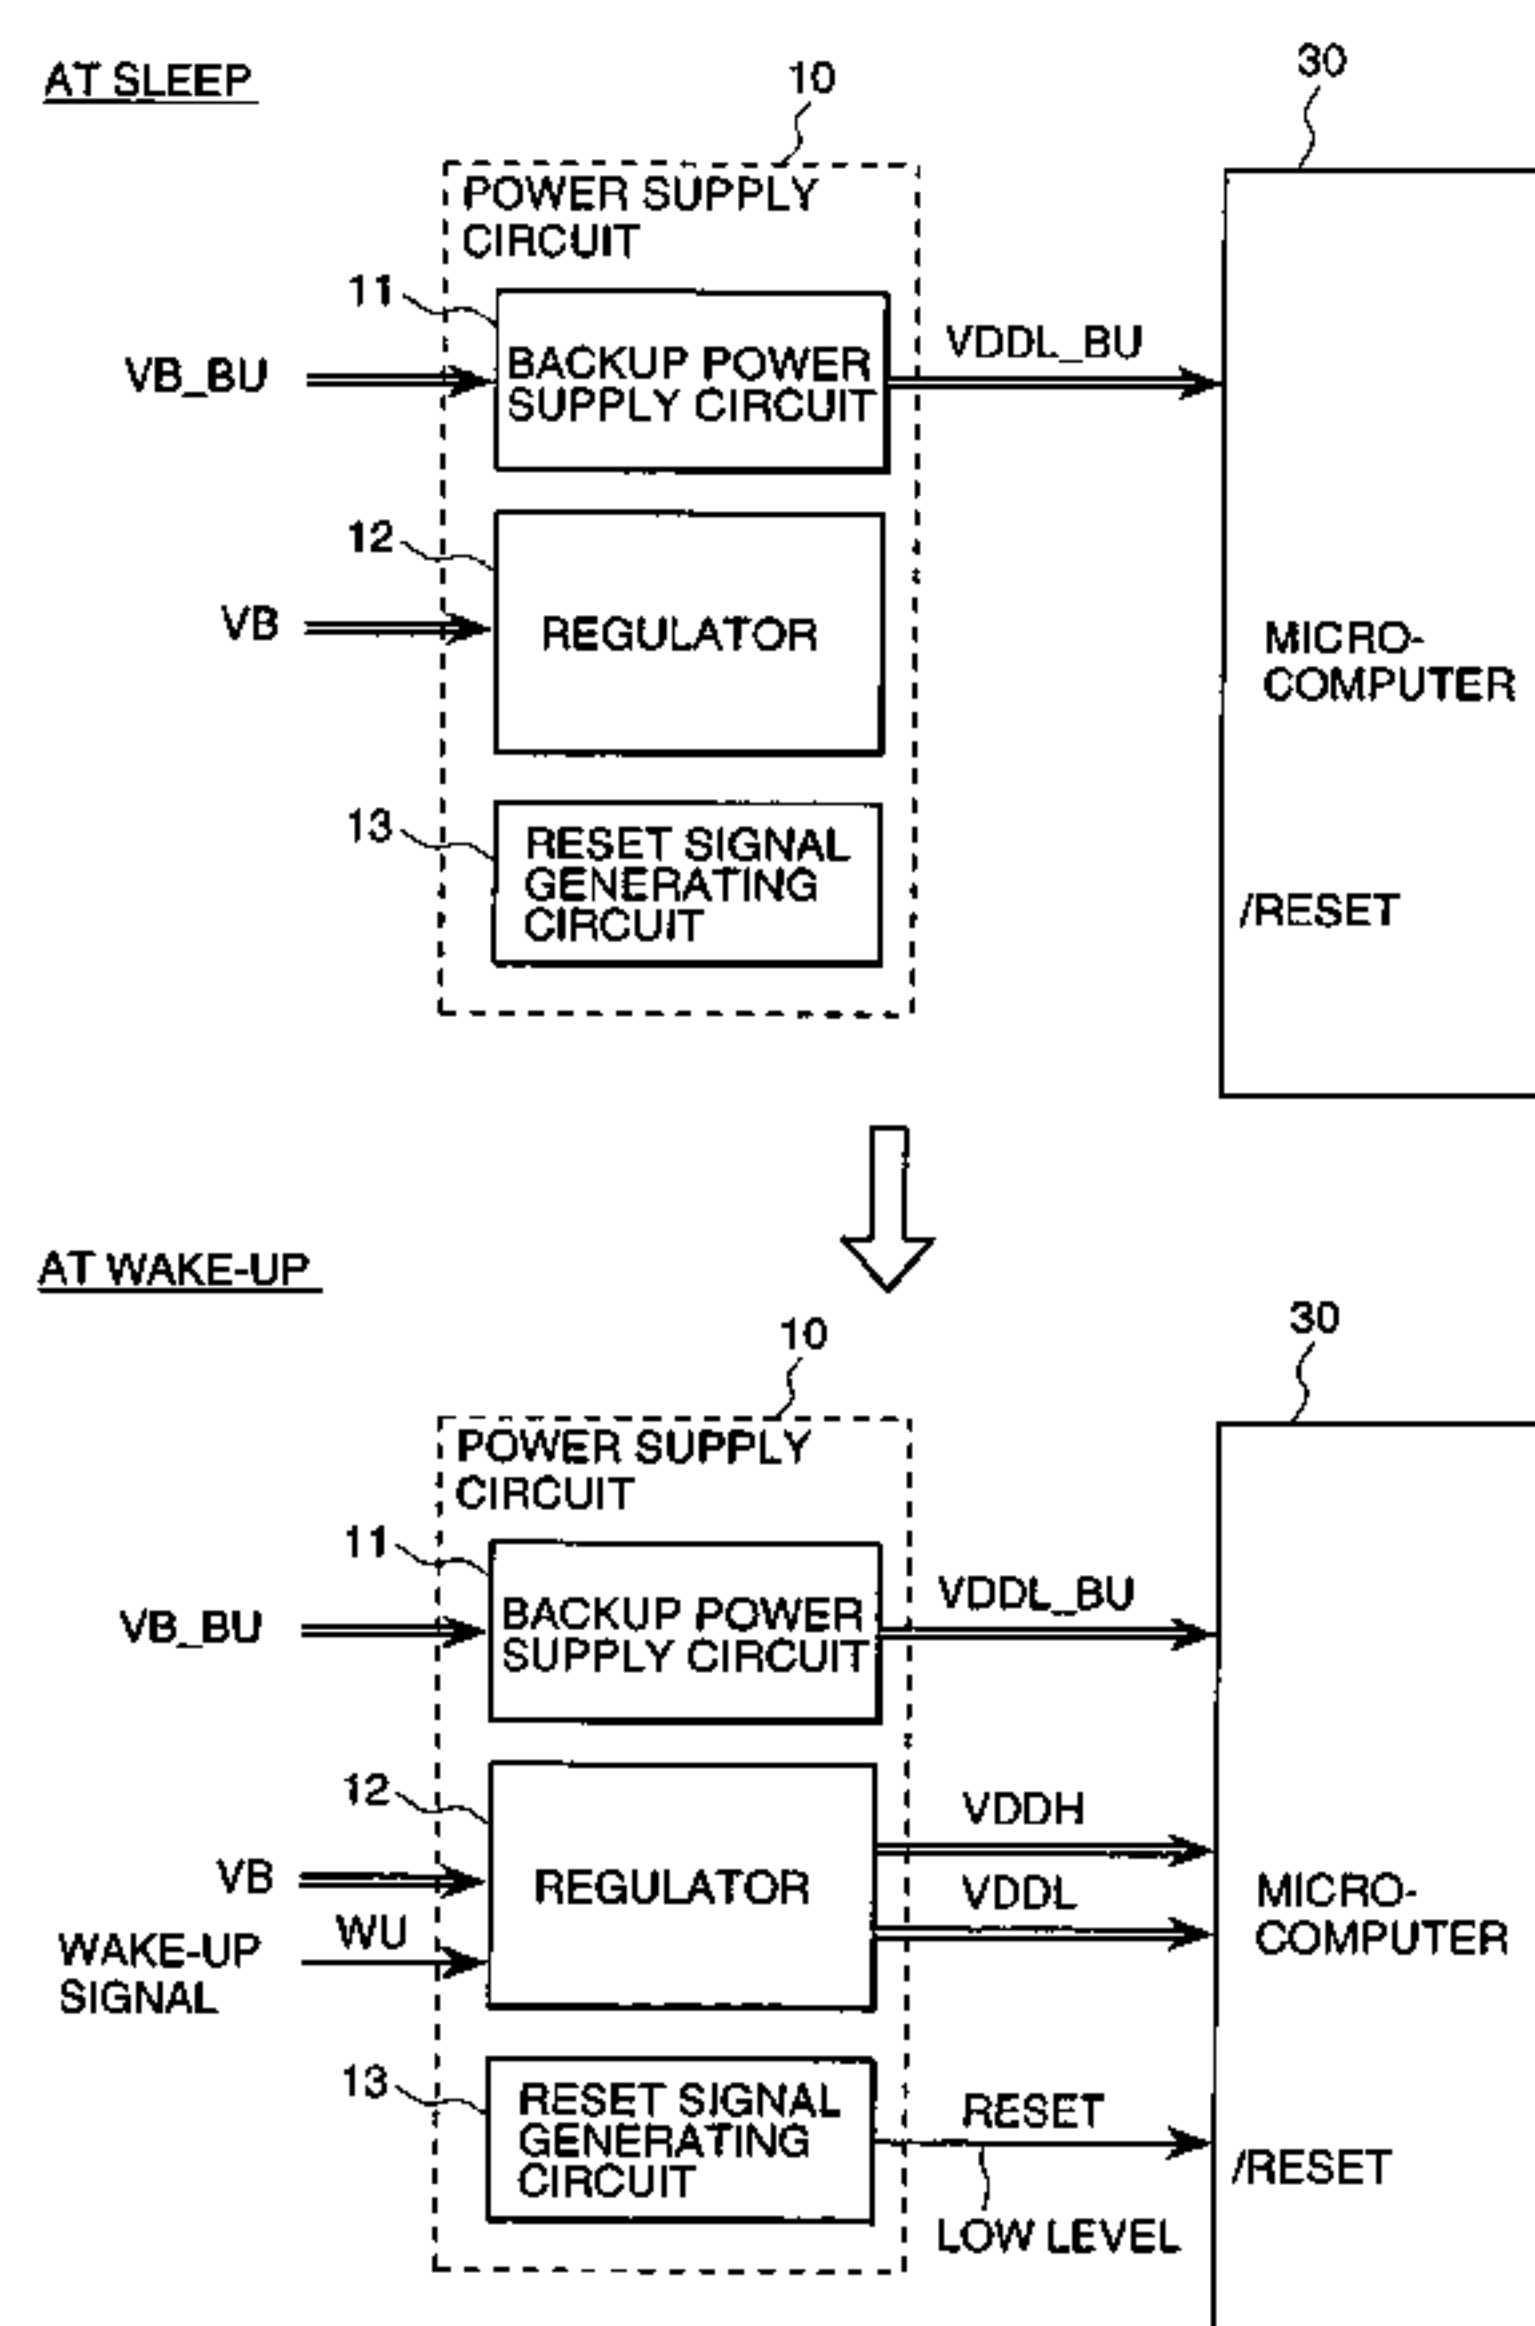 AT SLEEP
10
30
POWER SUPPLY
CIRCUIT
11
VB_BU
BACKUP POWER
SUPPLY CIRCUIT
VDDL_BU
12
VB
REGULATOR
MICRO-
COMPUTER
13
RESET SIGNAL
GENERATING
CIRCUIT
/RESET
AT WAKE-UP
10
30
POWER SUPPLY
CIRCUIT
11
VB_BU
BACKUP POWER
SUPPLY CIRCUIT
VDDL_BU
12
VB
WU
WAKE-UP
SIGNAL
REGULATOR
VDDH
VDDL
MICRO-
COMPUTER
13
RESET SIGNAL
GENERATING
CIRCUIT
RESET
/RESET
LOW LEVEL